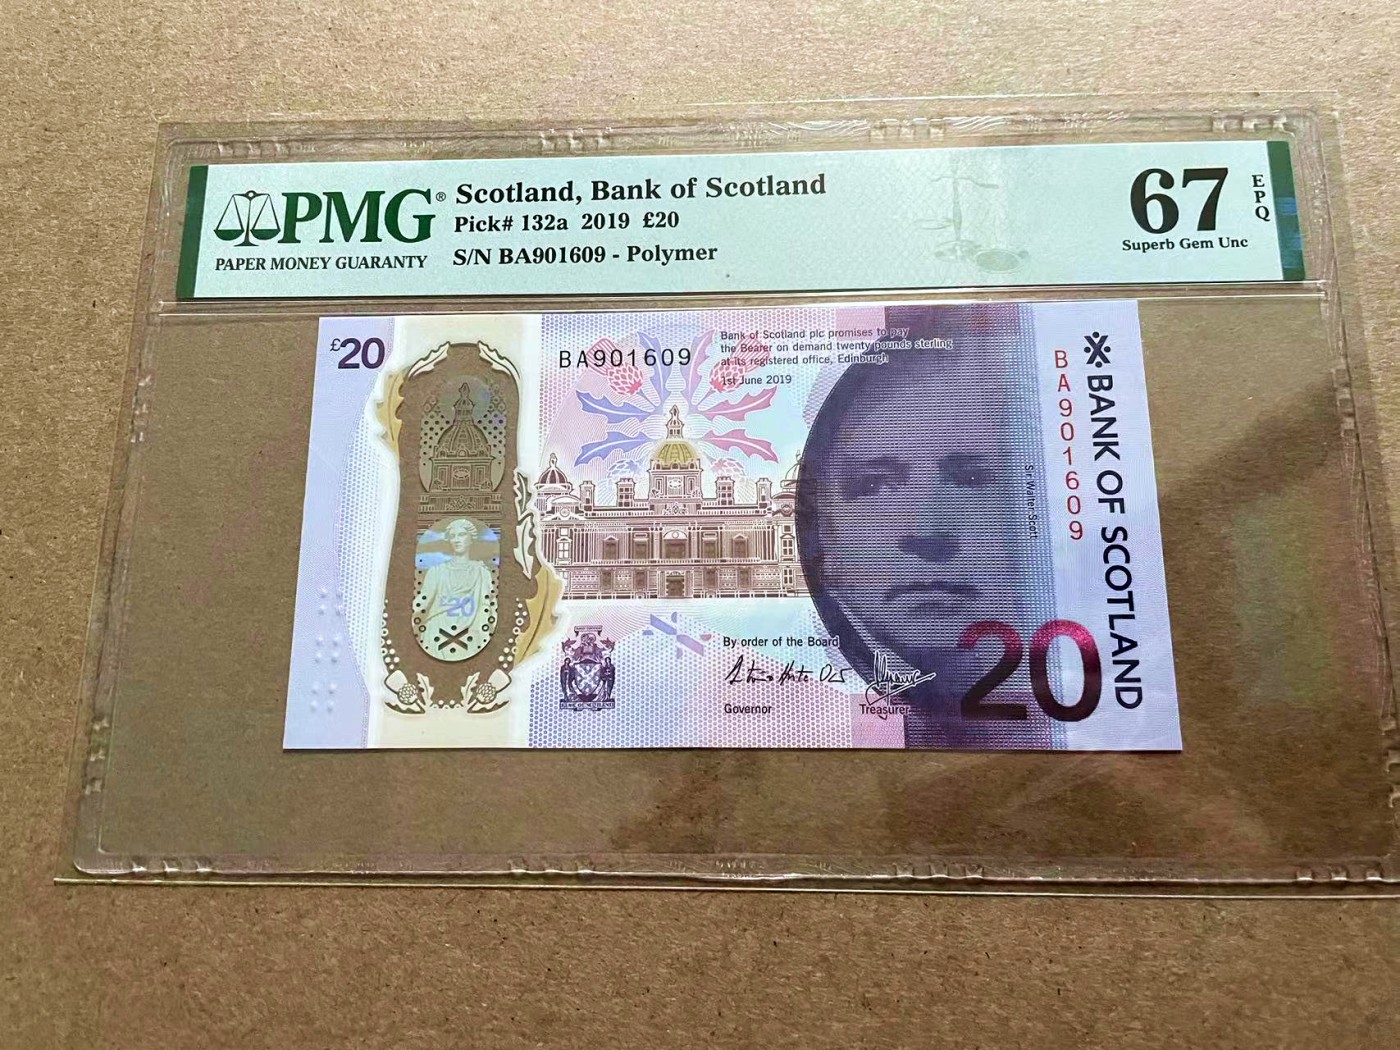 PMG®
PAPER MONEY GUARANTY
Scotland, Bank of Scotland
Pick# 132a 2019 £20
S/N BA901609 - Polymer
67
EPQ
Superb Gem Unc
£20
BA901609
Bank of Scotland plc promises to pay
the Bearer on demand twenty pounds sterling
at its registered office, Edinburgh
1st June 2019
BA901609
BANK OF SCOTLAND
Sir Walter Scott
£20
By order of the Board
Governor
Treasurer
20